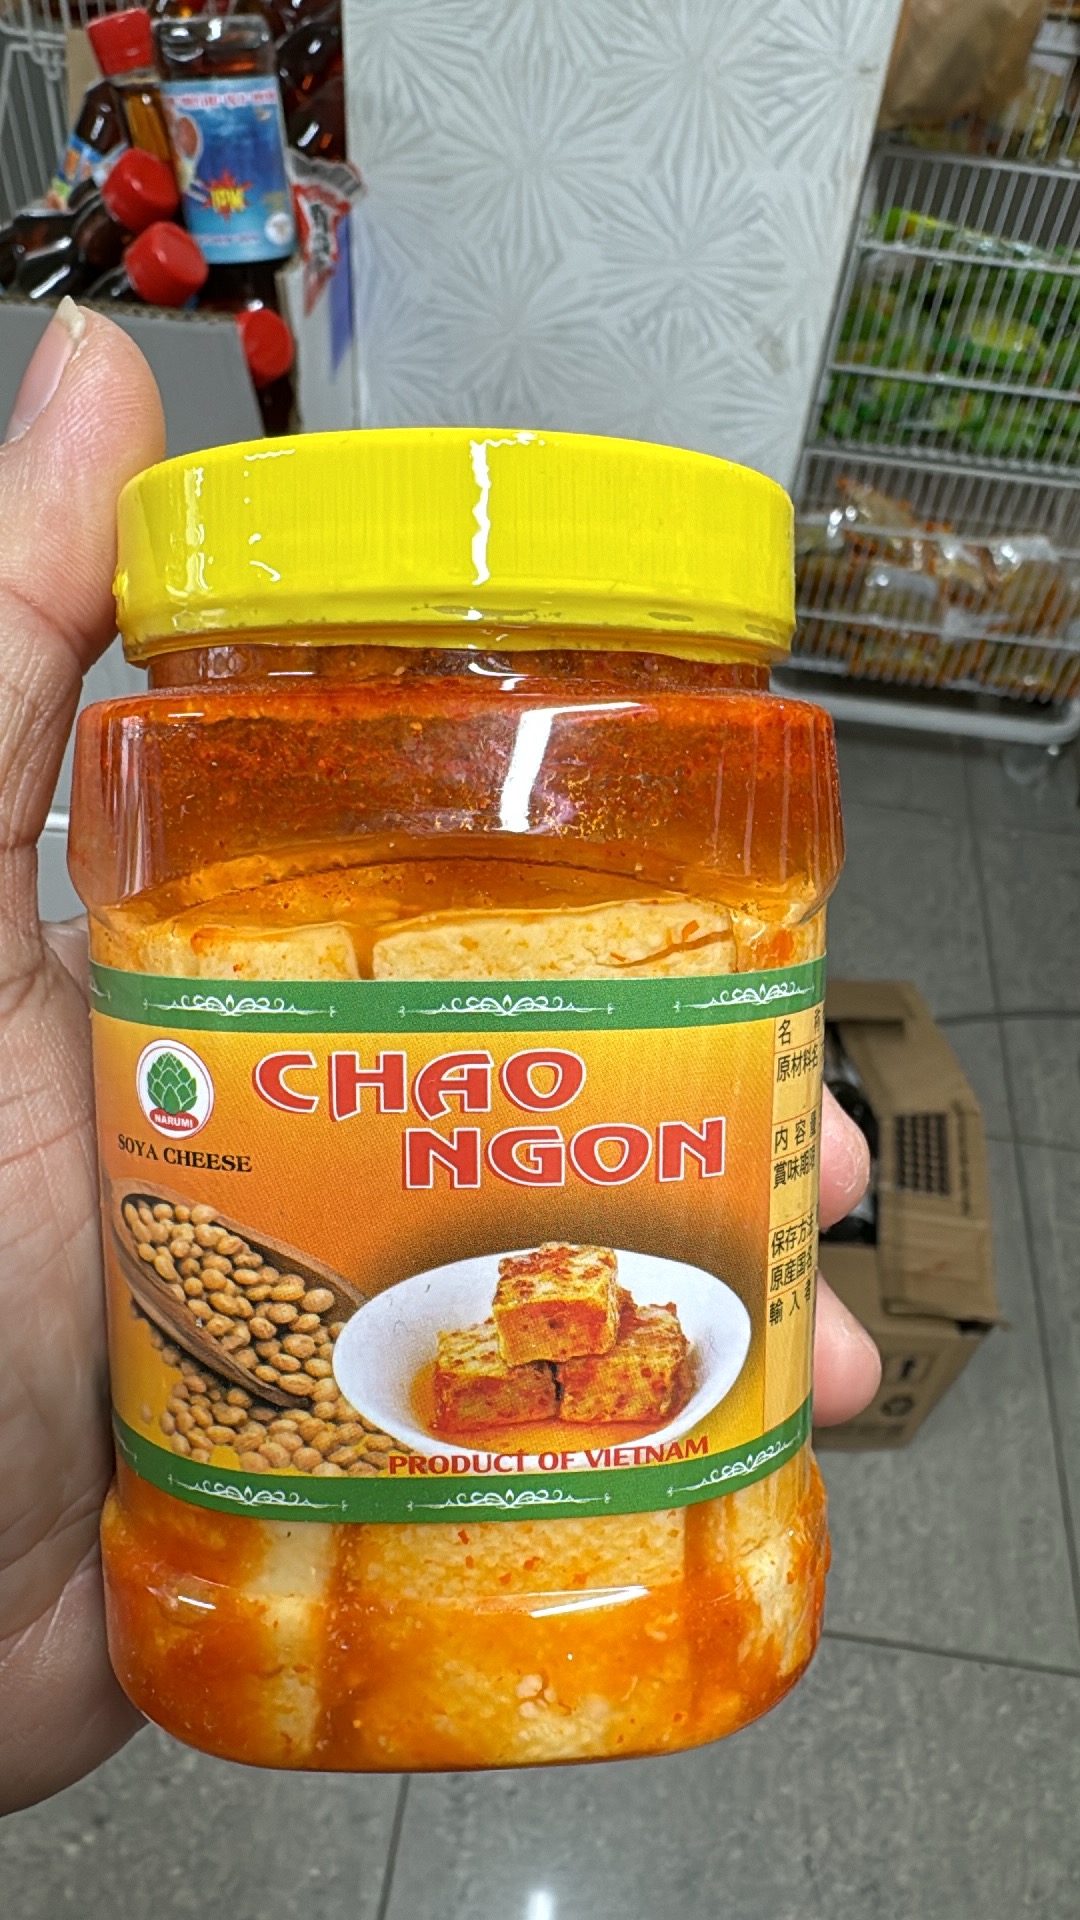 NARUMI
SOYA CHEESE
CHAO
NGON
PRODUCT OF VIETNAM
名
原材料名
内容量
賞味期限
保存方法
原産国名
輸入者